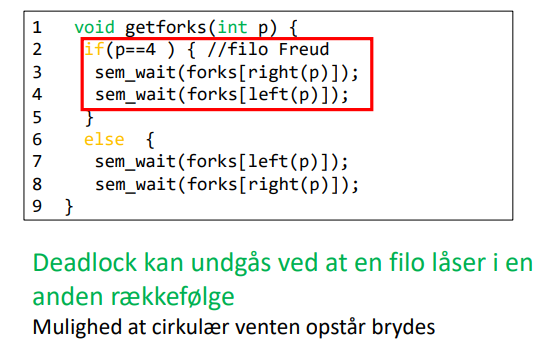 1 void getforks(int p) {
2 if(p==4 ) { //filo Freud
3 sem_wait(forks[right(p)]);
4 sem_wait(forks[left(p)]);
5 }
6 else {
7 sem_wait(forks[left(p)]);
8 sem_wait(forks[right(p)]);
9 }
Deadlock kan undgås ved at en filo låser i en
anden rækkefølge
Mulighed at cirkulær venten opstår brydes